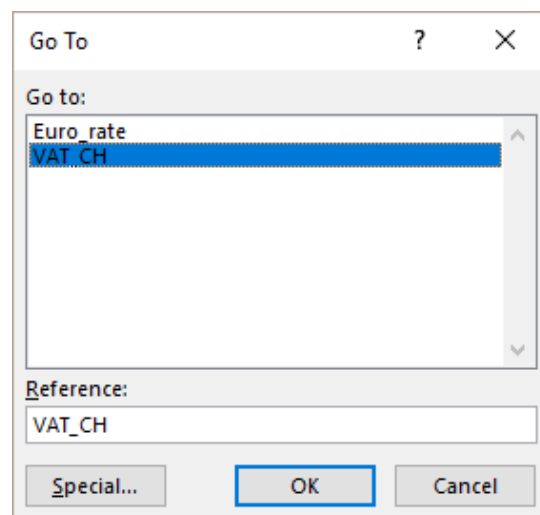 Go To ? ×
Go to:
Euro_rate
VAT_CH
Reference:
VAT_CH
Special... OK Cancel